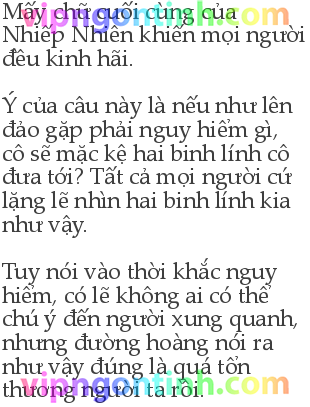 Mấy chữ cuối cùng của
Nhiếp Nhiên khiến mọi người
đều kinh hãi.
Ý của câu này là nếu như lên
đảo gặp phải nguy hiểm gì,
cô sẽ mặc kệ hai binh lính cô
đưa tới? Tất cả mọi người cứ
lặng lẽ nhìn hai binh lính kia
như vậy.
Tuy nói vào thời khắc nguy
hiểm, có lẽ không ai có thể
chú ý đến người xung quanh,
nhưng đường hoàng nói ra
như vậy đúng là quá tổn
thương người ta rồi.
vipngontinh.com
vipngontinh.com